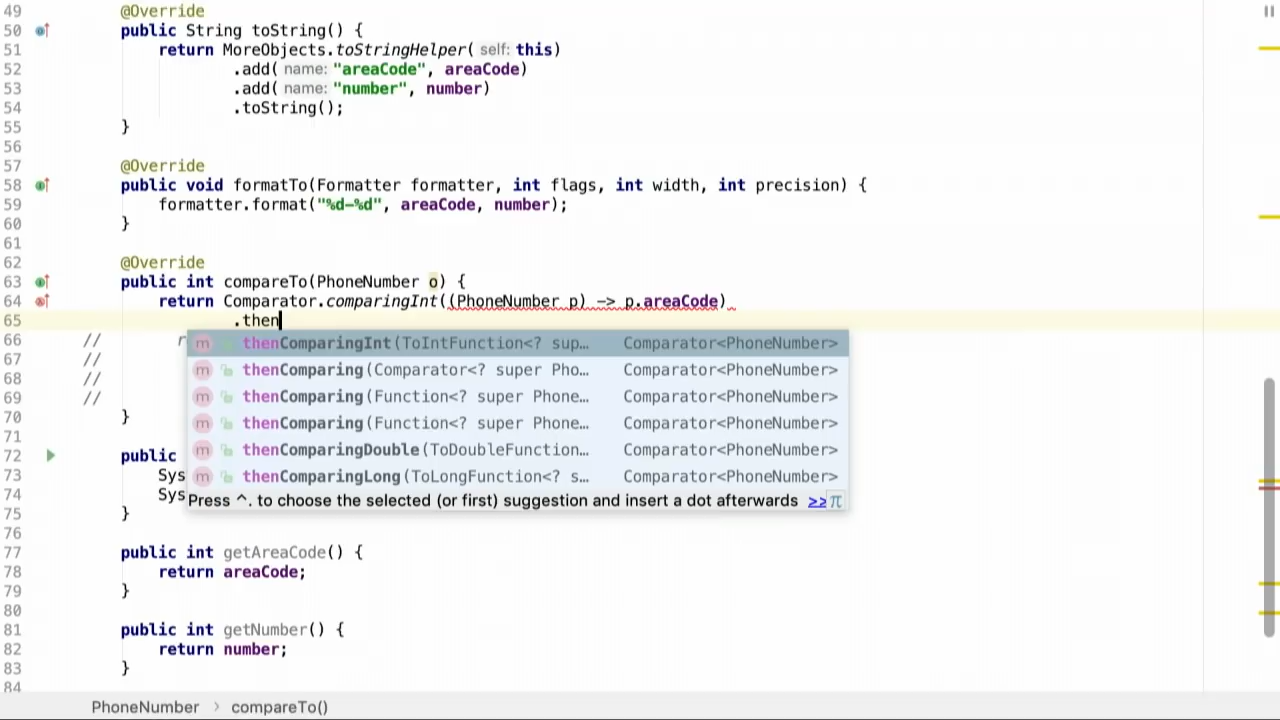 49 @Override
50 public String toString() {
51 return MoreObjects.toStringHelper( self: this)
52 .add( name: "areaCode", areaCode)
53 .add( name: "number", number)
54 .toString();
55 }
56
57 @Override
58 public void formatTo(Formatter formatter, int flags, int width, int precision) {
59 formatter.format("%d-%d", areaCode, number);
60 }
61
62 @Override
63 public int compareTo(PhoneNumber o) {
64 return Comparator.comparingInt((PhoneNumber p) -> p.areaCode)
65 .then
66 // r
m thenComparingInt(ToIntFunction<? sup… Comparator<PhoneNumber>
67 //
m thenComparing(Comparator<? super Pho… Comparator<PhoneNumber>
68 //
m thenComparing(Function<? super Phone… Comparator<PhoneNumber>
69 //
70 }
m thenComparing(Function<? super Phone… Comparator<PhoneNumber>
71
m thenComparingDouble(ToDoubleFunction… Comparator<PhoneNumber>
72 public
73 Sys
m thenComparingLong(ToLongFunction<? s… Comparator<PhoneNumber>
74 Sys
Press ^. to choose the selected (or first) suggestion and insert a dot afterwards >> π
75 }
76
77 public int getAreaCode() {
78 return areaCode;
79 }
80
81 public int getNumber() {
82 return number;
83 }
84
PhoneNumber › compareTo()